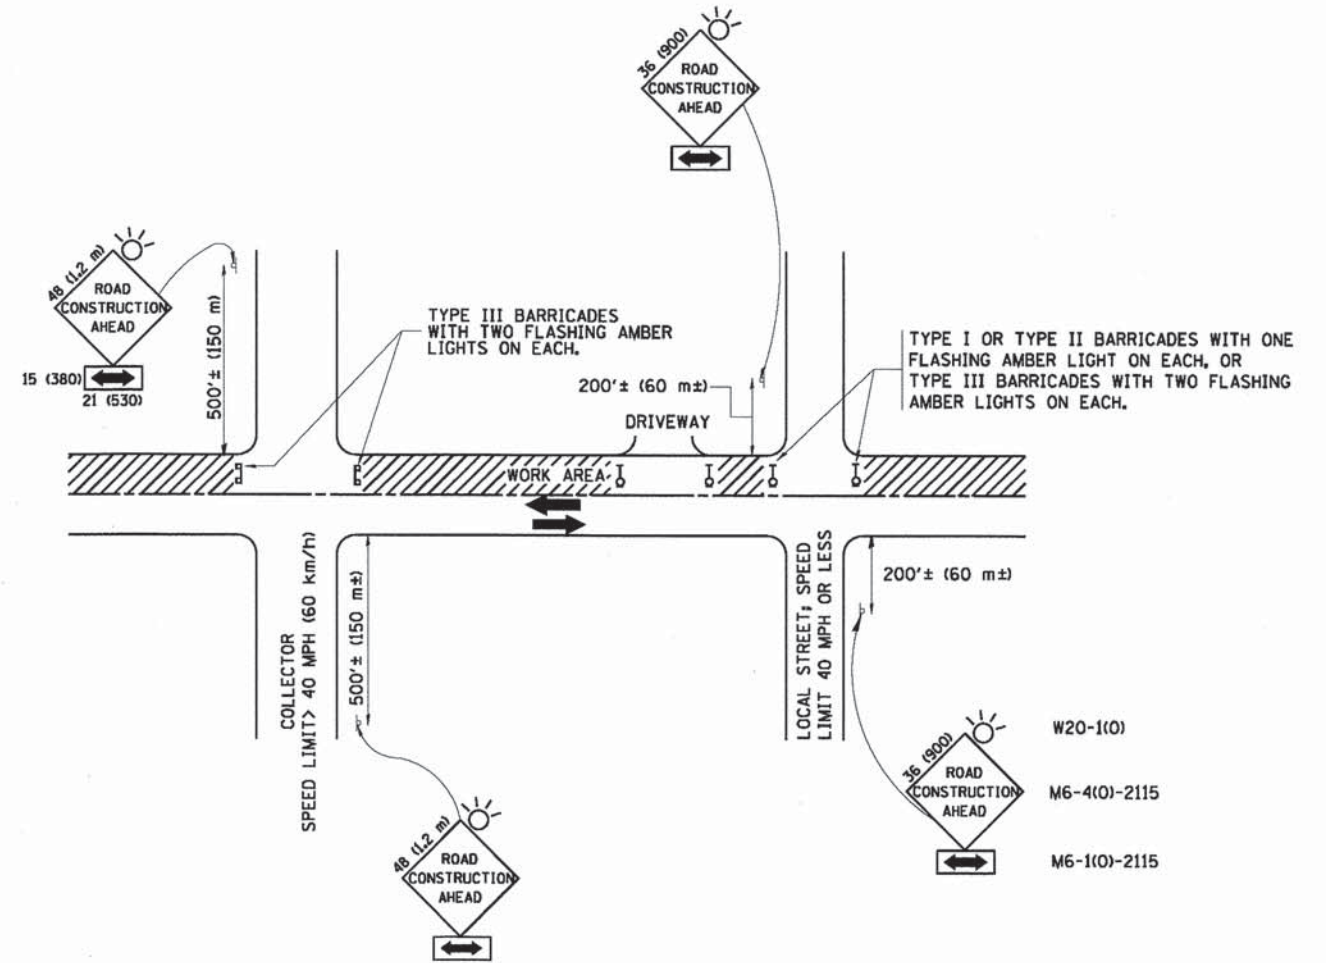 36 (900)
ROAD
CONSTRUCTION
AHEAD
48 (1.2 m)
ROAD
CONSTRUCTION
AHEAD
15 (380)
21 (530)
500'± (150 m)
TYPE III BARRICADES
WITH TWO FLASHING AMBER
LIGHTS ON EACH.
200'± (60 m±)
DRIVEWAY
TYPE I OR TYPE II BARRICADES WITH ONE
FLASHING AMBER LIGHT ON EACH, OR
TYPE III BARRICADES WITH TWO FLASHING
AMBER LIGHTS ON EACH.
WORK AREA
COLLECTOR
SPEED LIMIT> 40 MPH (60 km/h)
500'± (150 m±)
LOCAL STREET; SPEED
LIMIT 40 MPH OR LESS
200'± (60 m±)
48 (1.2 m)
ROAD
CONSTRUCTION
AHEAD
36 (900)
ROAD
CONSTRUCTION
AHEAD
W20-1(O)
M6-4(O)-2115
M6-1(O)-2115